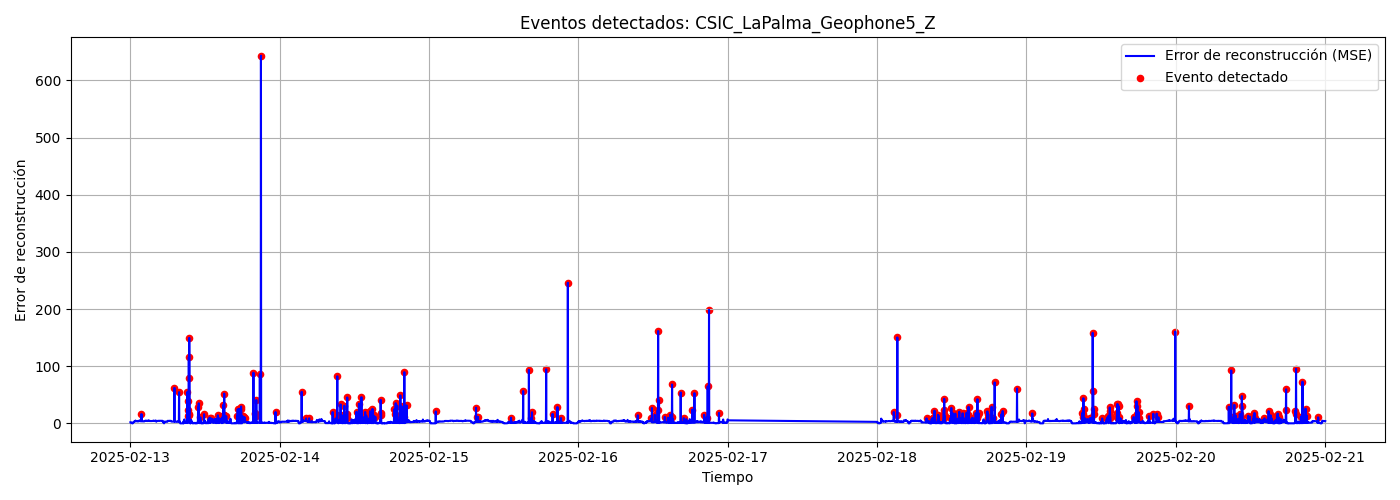 Eventos detectados: CSIC_LaPalma_Geophone5_Z
Error de reconstrucción (MSE)
Evento detectado
Error de reconstrucción
600
500
400
300
200
100
0
2025-02-13 2025-02-14 2025-02-15 2025-02-16 2025-02-17 2025-02-18 2025-02-19 2025-02-20 2025-02-21
Tiempo